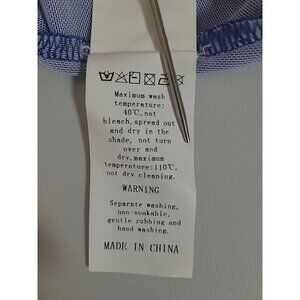 Maximum wash
temperature:
40℃,not
bleach,spread out
and dry in the
shade, not turn
over and
dry.maximum
temperature:110℃,
not dry cleaning.
WARNING
Separate washing,
non-soakable,
gentle rubbing and
hand washing.
MADE IN CHINA